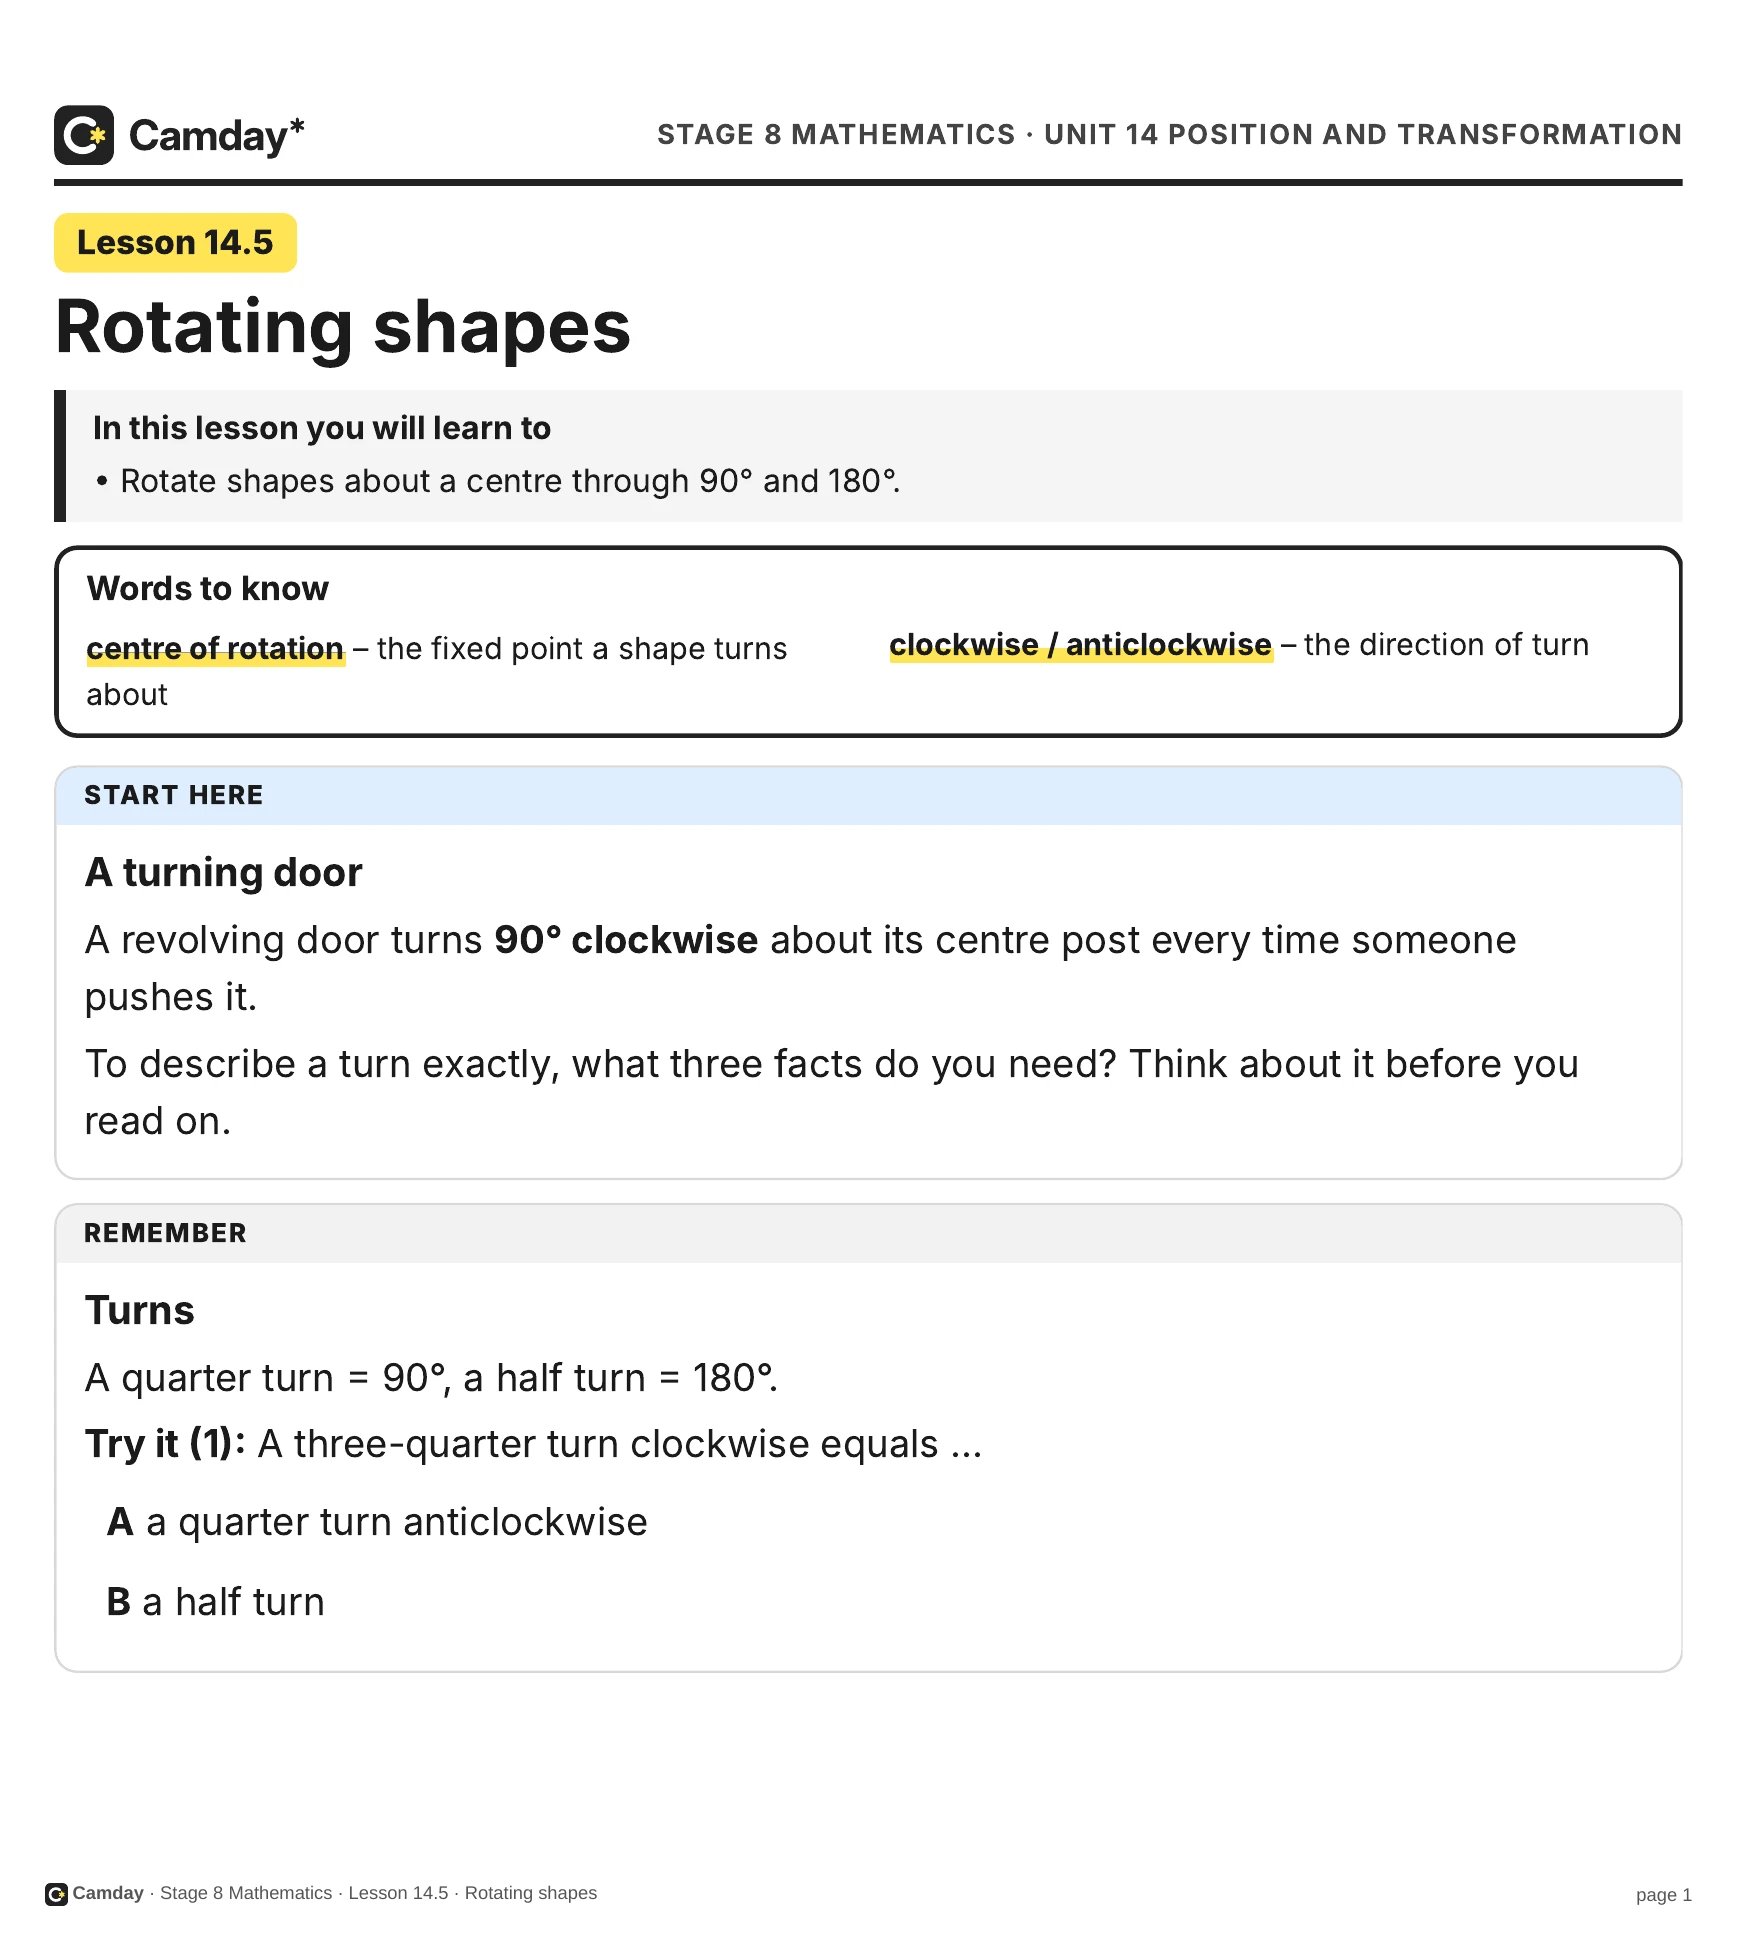 Camday*
STAGE 8 MATHEMATICS · UNIT 14 POSITION AND TRANSFORMATION
Lesson 14.5
Rotating shapes
In this lesson you will learn to
• Rotate shapes about a centre through 90° and 180°.
Words to know
centre of rotation – the fixed point a shape turns
about
clockwise / anticlockwise – the direction of turn
START HERE
A turning door
A revolving door turns 90° clockwise about its centre post every time someone
pushes it.
To describe a turn exactly, what three facts do you need? Think about it before you
read on.
REMEMBER
Turns
A quarter turn = 90°, a half turn = 180°.
Try it (1): A three-quarter turn clockwise equals ...
A a quarter turn anticlockwise
B a half turn
Camday · Stage 8 Mathematics · Lesson 14.5 · Rotating shapes
page 1